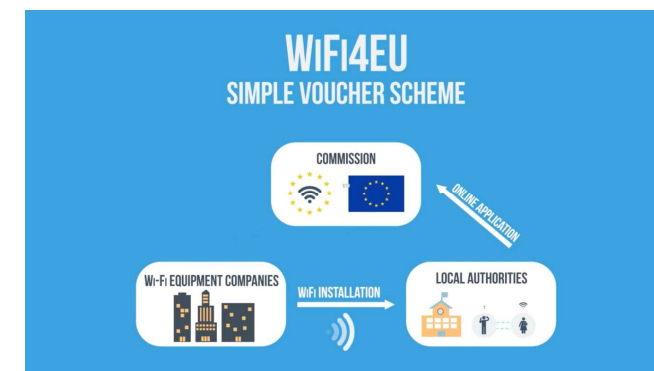 WiFi4EU
SIMPLE VOUCHER SCHEME
COMMISSION
ONLINE APPLICATION
Wi-Fi EQUIPMENT COMPANIES
WiFi INSTALLATION
LOCAL AUTHORITIES